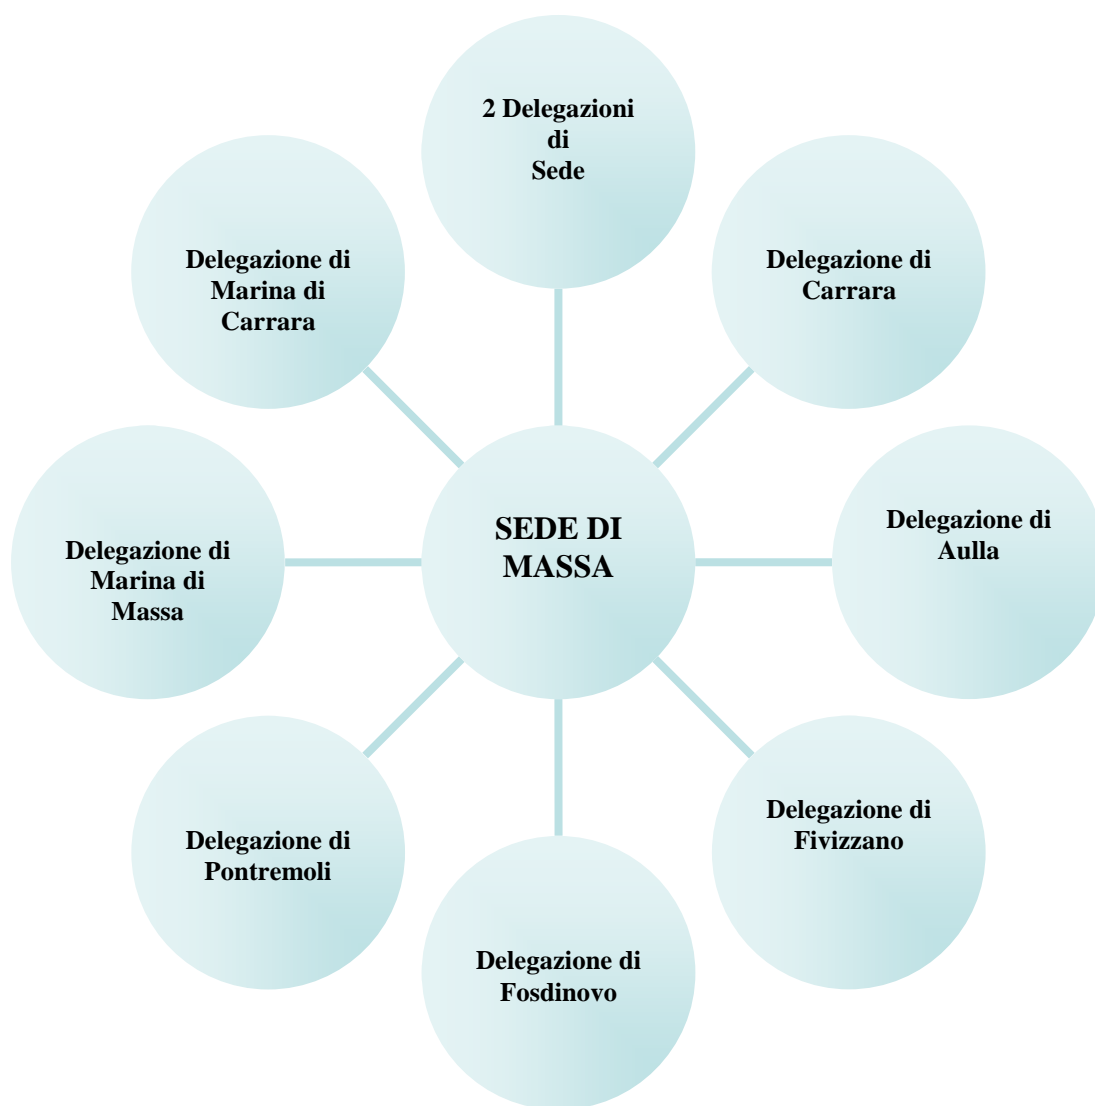 2 Delegazioni
di
Sede
Delegazione di
Carrara
Delegazione di
Aulla
Delegazione di
Fivizzano
Delegazione di
Fosdinovo
Delegazione di
Pontremoli
Delegazione di
Marina di
Massa
Delegazione di
Marina di
Carrara
SEDE DI
MASSA